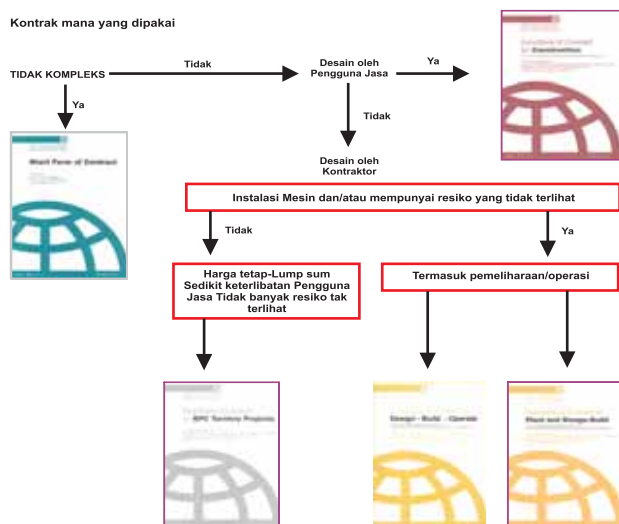 Kontrak mana yang dipakai
TIDAK KOMPLEKS
Tidak
Desain oleh
Pengguna Jasa
Ya
Conditions of Contract
for Construction
Ya
Short Form of Contract
Tidak
Desain oleh
Kontraktor
Instalasi Mesin dan/atau mempunyai resiko yang tidak terlihat
Tidak
Ya
Harga tetap-Lump sum
Sedikit keterlibatan Pengguna
Jasa Tidak banyak resiko tak
terlihat
Termasuk pemeliharaan/operasi
EPC Turnkey Projects
Design - Build - Operate
Plant and Design-Build